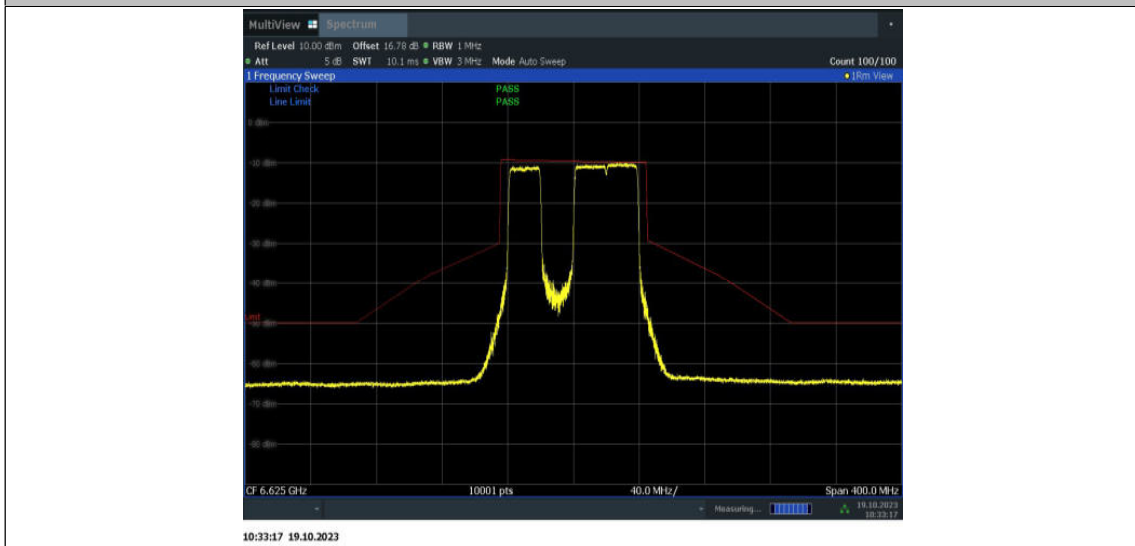 MultiView Spectrum
Ref Level 10.00 dBm Offset 16.78 dB RBW 1 MHz
Att 5 dB SWT 10.1 ms VBW 3 MHz Mode Auto Sweep Count 100/100
1 Frequency Sweep 1Rm View
Limit Check PASS
Line Limit PASS
0 dBm
-10 dBm
-20 dBm
-30 dBm
-40 dBm
-50 dBm
-60 dBm
-70 dBm
-80 dBm
CF 6.625 GHz 10001 pts 40.0 MHz/ Span 400.0 MHz
Measuring... 19.10.2023
10:33:17
10:33:17 19.10.2023